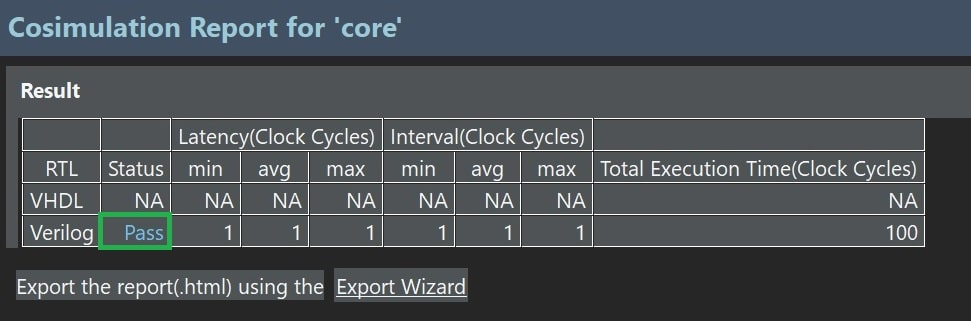 Cosimulation Report for 'core'
Result
Latency(Clock Cycles) Interval(Clock Cycles)
RTL Status min avg max min avg max Total Execution Time(Clock Cycles)
VHDL NA NA NA NA NA NA NA NA
Verilog Pass 1 1 1 1 1 1 100
Export the report(.html) using the Export Wizard